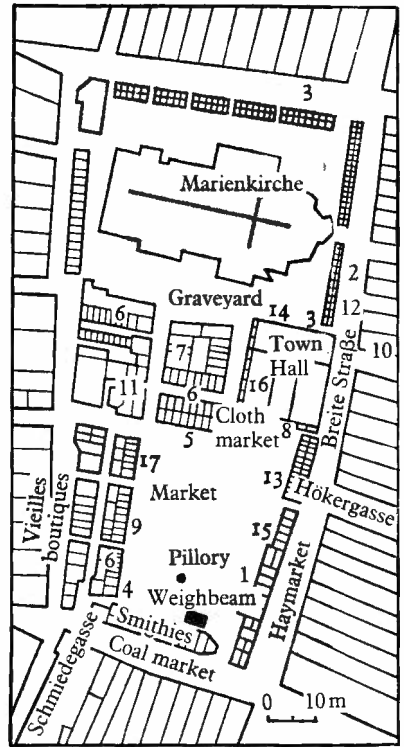 3
Marienkirche
Graveyard
2
6
14
3
12
7
Town
Hall
10
16
11
6
Breite Straße
Cloth
market
5
8
17
13
Hökergasse
Market
Vieilles
boutiques
9
15
Pillory
6
1
Weighbeam
4
Haymarket
Smithies
Coal market
Schmiedegasse
0 10 m